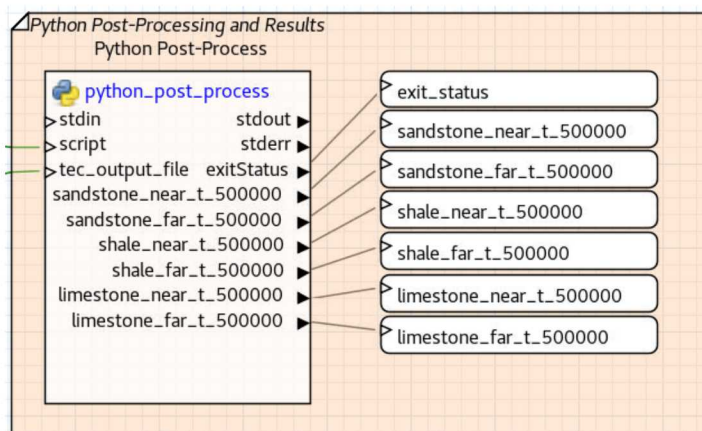 Python Post-Processing and Results
Python Post-Process
python_post_process
stdin stdout
script stderr
tec_output_file exitStatus
sandstone_near_t_500000
sandstone_far_t_500000
shale_near_t_500000
shale_far_t_500000
limestone_near_t_500000
limestone_far_t_500000
exit_status
sandstone_near_t_500000
sandstone_far_t_500000
shale_near_t_500000
shale_far_t_500000
limestone_near_t_500000
limestone_far_t_500000